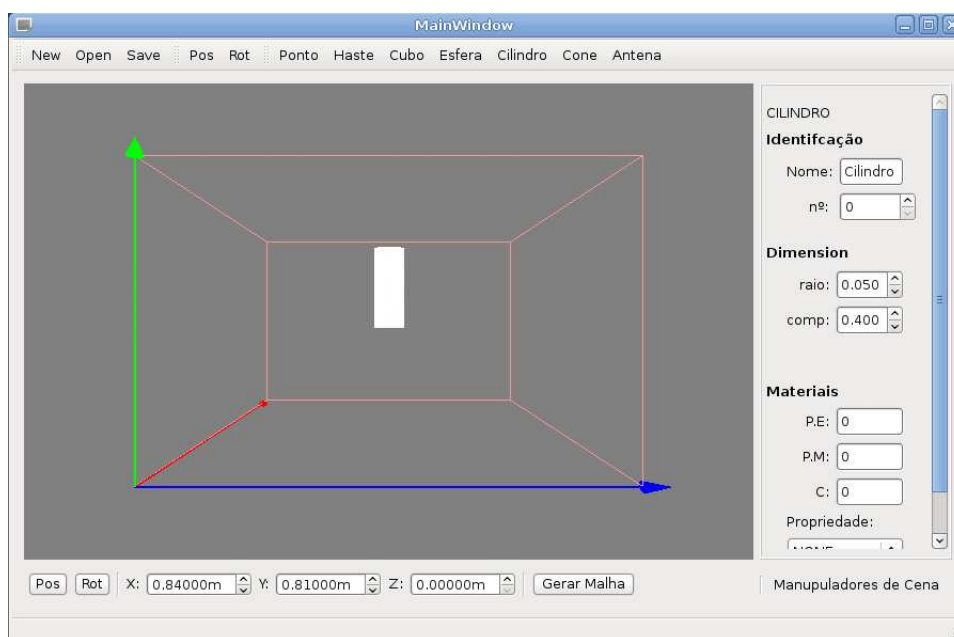 MainWindow
New Open Save Pos Rot Ponto Haste Cubo Esfera Cilindro Cone Antena
CILINDRO
Identifcação
Nome: Cilindro
nº: 0
Dimension
raio: 0.050
comp: 0.400
Materiais
P.E: 0
P.M: 0
C: 0
Propriedade:
NONE
Pos Rot X: 0.84000m Y: 0.81000m Z: 0.00000m Gerar Malha Manupuladores de Cena